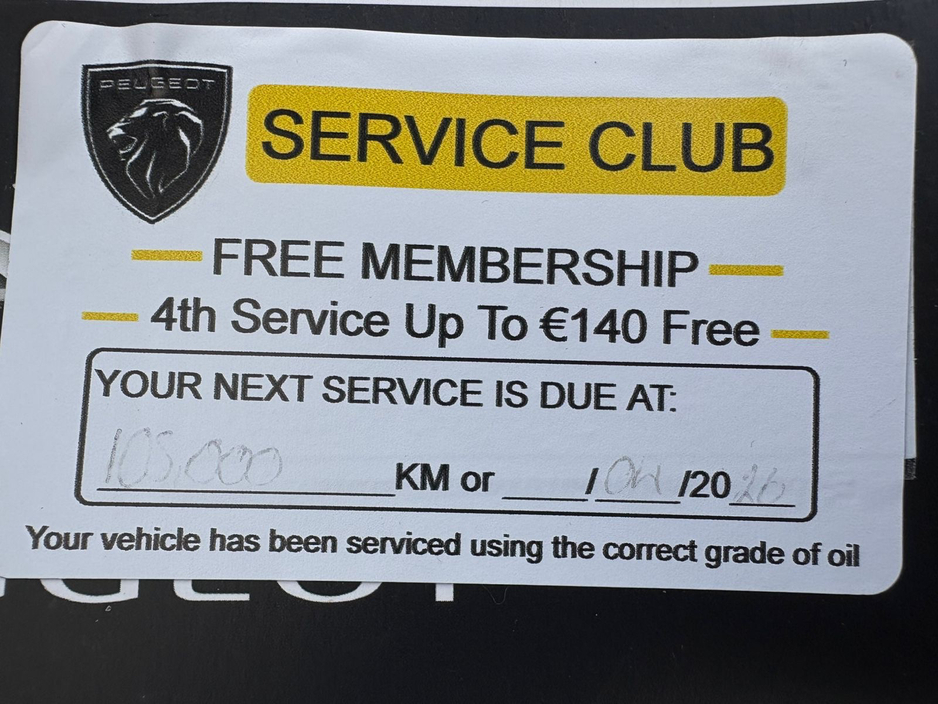 PEUGEOT
SERVICE CLUB
FREE MEMBERSHIP
4th Service Up To €140 Free
YOUR NEXT SERVICE IS DUE AT:
105,000 KM or ____/04/2026
Your vehicle has been serviced using the correct grade of oil